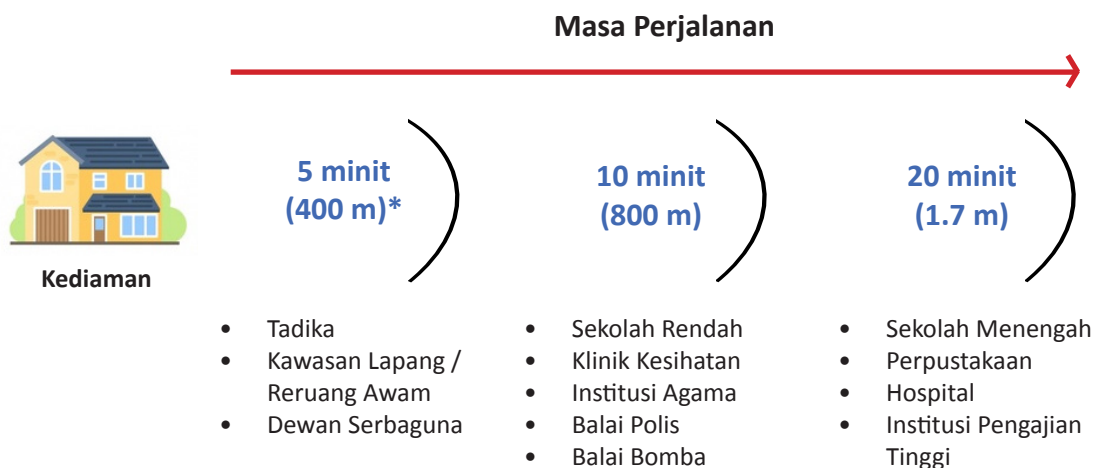 Masa Perjalanan
5 minit
(400 m)*
10 minit
(800 m)
20 minit
(1.7 m)
Kediaman
• Tadika
• Kawasan Lapang /
Reruang Awam
• Dewan Serbaguna
• Sekolah Rendah
• Klinik Kesihatan
• Institusi Agama
• Balai Polis
• Balai Bomba
• Sekolah Menengah
• Perpustakaan
• Hospital
• Institusi Pengajian
Tinggi